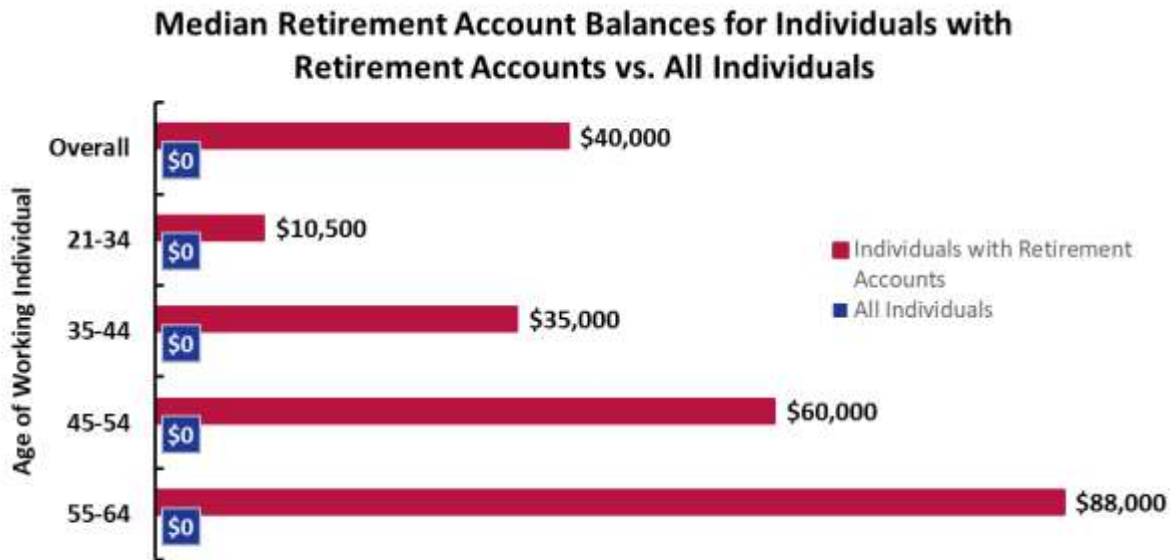 Median Retirement Account Balances for Individuals with
Retirement Accounts vs. All Individuals
Age of Working Individual
Overall
$40,000
$0
21-34
$10,500
$0
35-44
$35,000
$0
45-54
$60,000
$0
55-64
$88,000
$0
Individuals with Retirement
Accounts
All Individuals